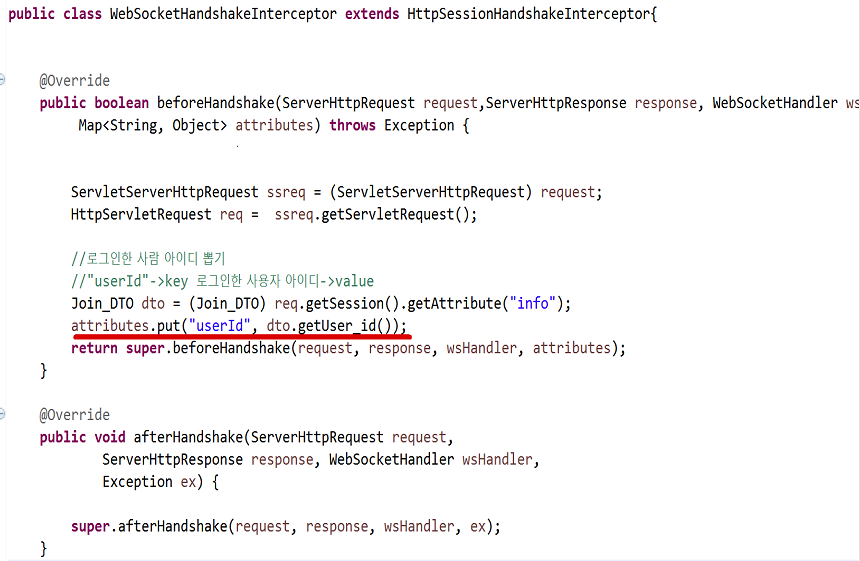 public class WebSocketHandshakeInterceptor extends HttpSessionHandshakeInterceptor{
@Override
public boolean beforeHandshake(ServerHttpRequest request,ServerHttpResponse response, WebSocketHandler ws
Map<String, Object> attributes) throws Exception {
ServletServerHttpRequest ssreq = (ServletServerHttpRequest) request;
HttpServletRequest req =  ssreq.getServletRequest();
//로그인한 사람 아이디 뽑기
//"userId"->key 로그인한 사용자 아이디->value
Join_DTO dto = (Join_DTO) req.getSession().getAttribute("info");
attributes.put("userId", dto.getUser_id());
return super.beforeHandshake(request, response, wsHandler, attributes);
}
@Override
public void afterHandshake(ServerHttpRequest request,
ServerHttpResponse response, WebSocketHandler wsHandler,
Exception ex) {
super.afterHandshake(request, response, wsHandler, ex);
}